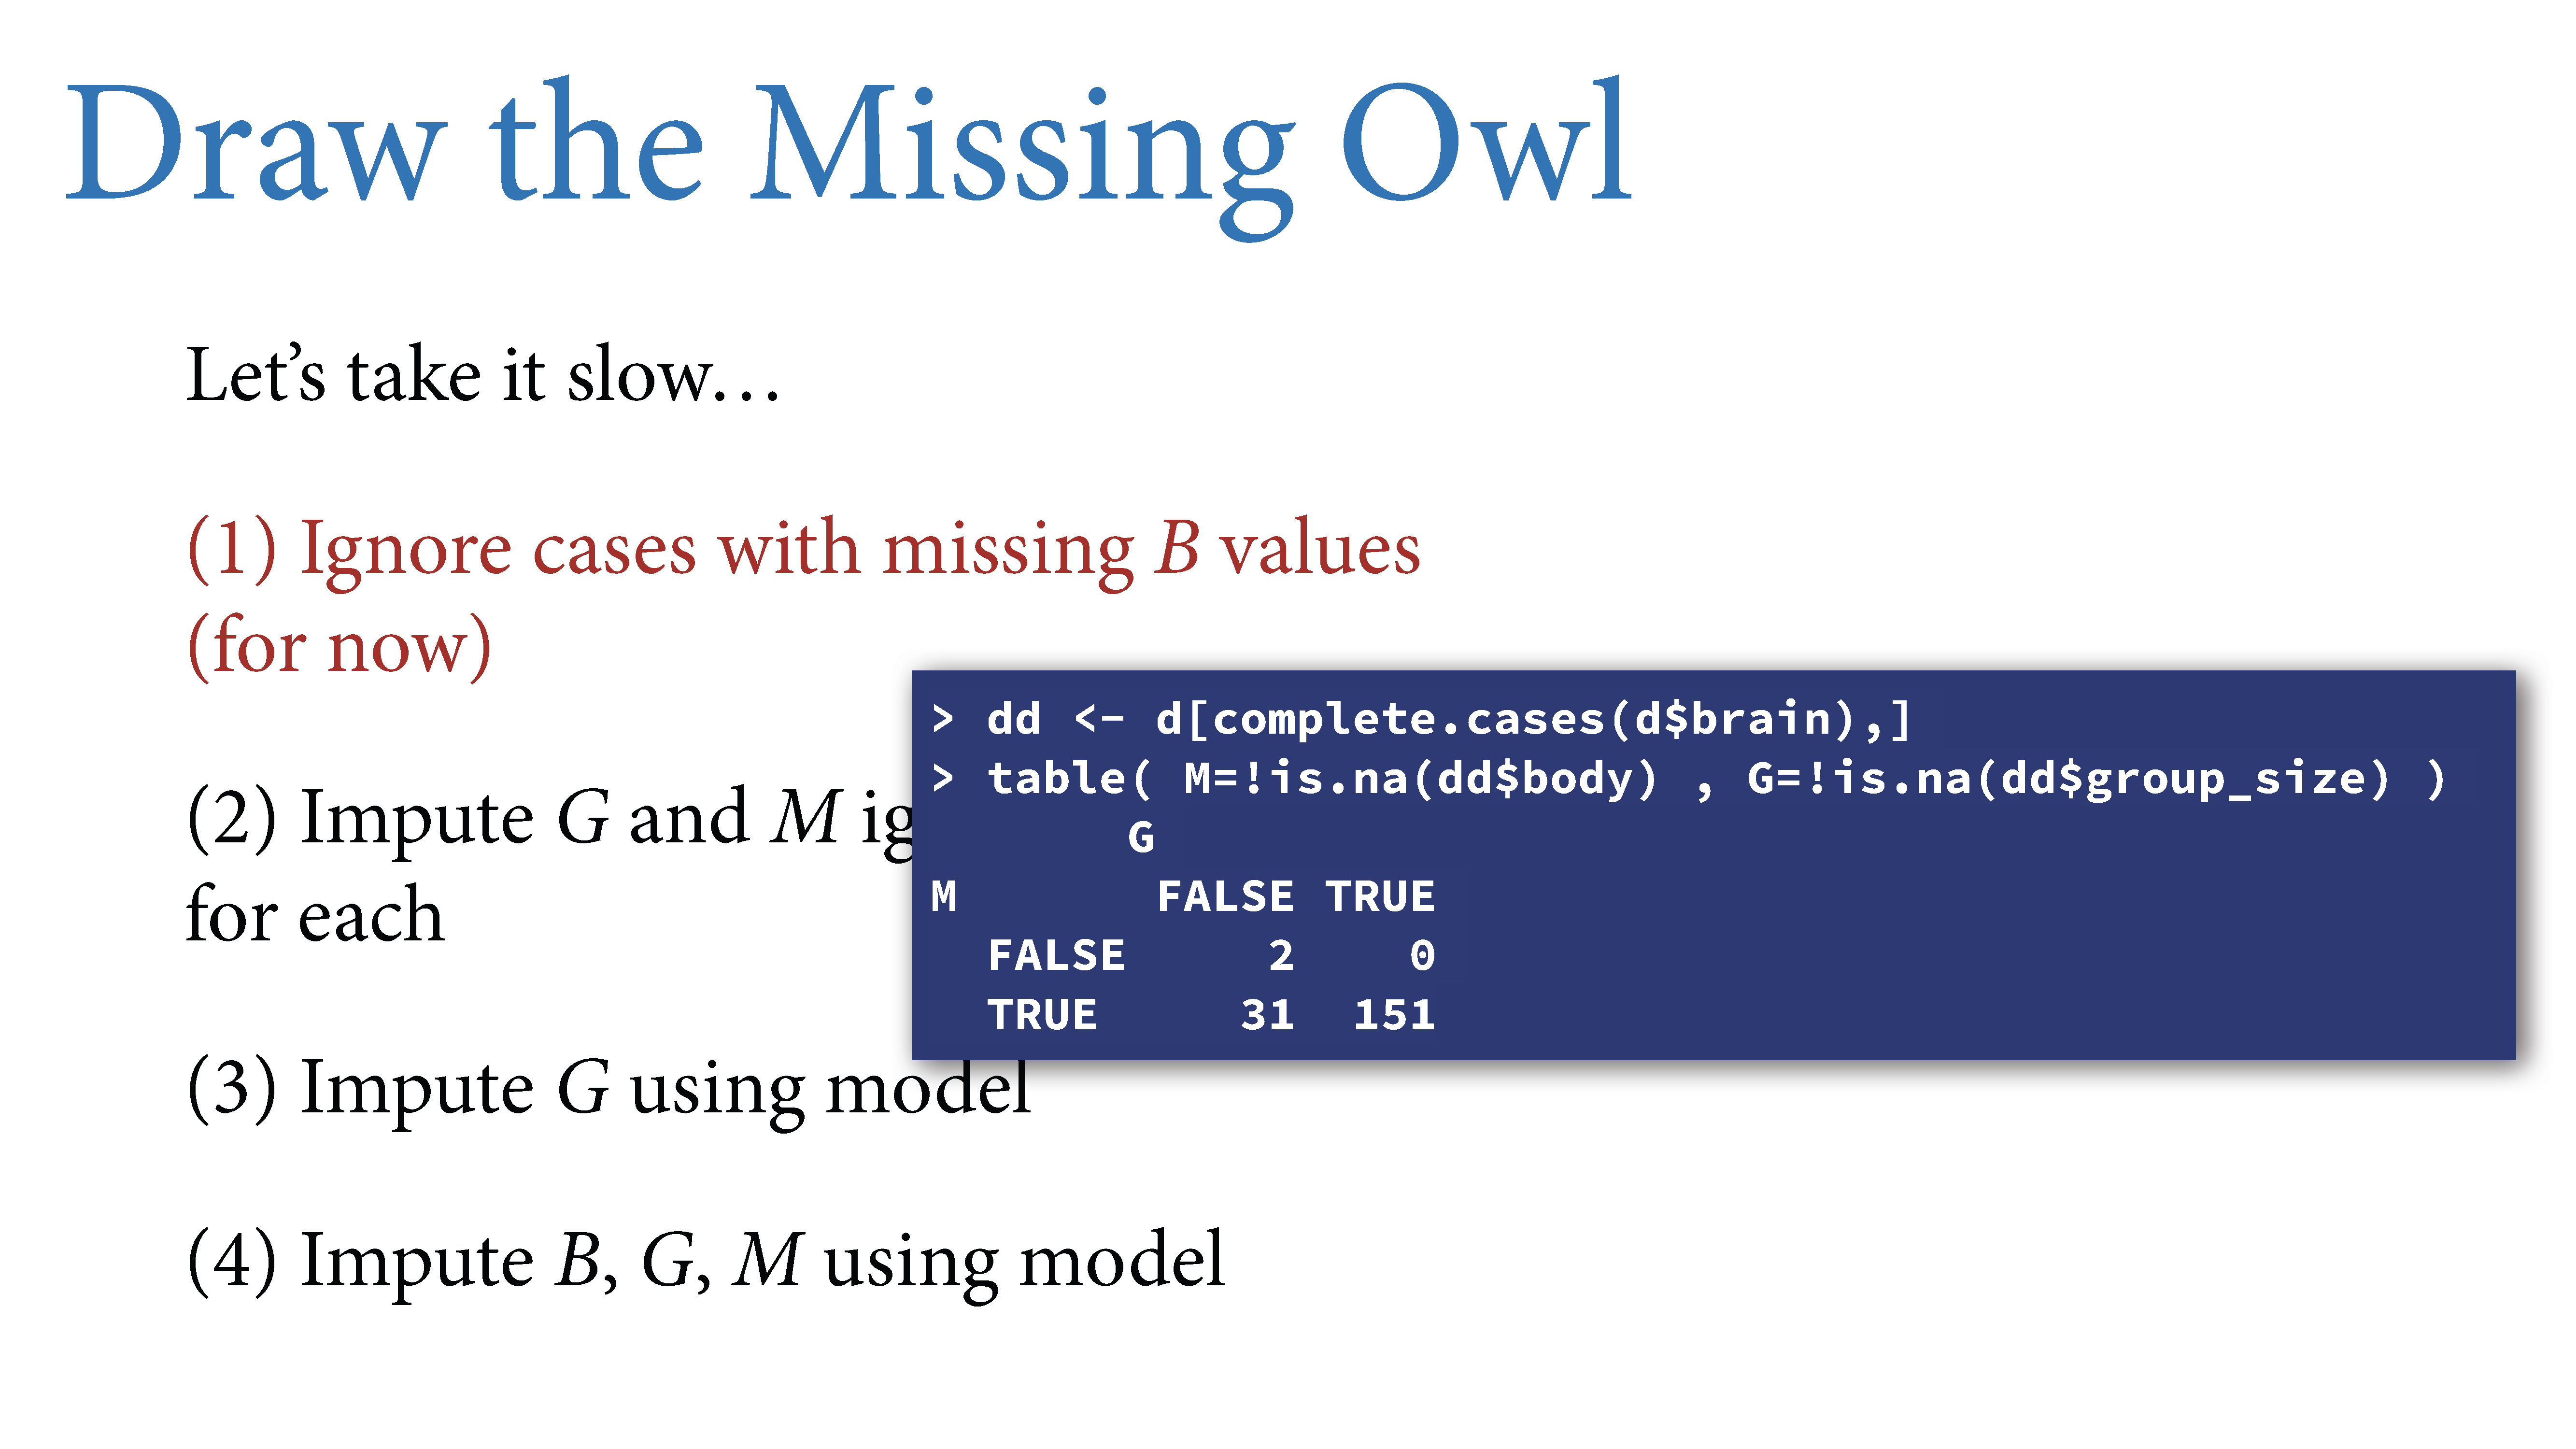 Draw the Missing Owl
Let’s take it slow…
(1) Ignore cases with missing B values
(for now)
(2) Impute G and M
for each
> dd <- d[complete.cases(d$brain),]
> table( M=!is.na(dd$body) , G=!is.na(dd$group_size) )
G
M FALSE TRUE
FALSE 2 0
TRUE 31 151
(3) Impute G using model
(4) Impute B, G, M using model